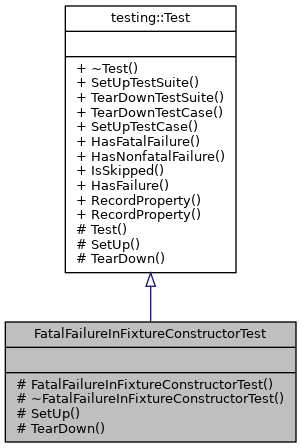 testing::Test
+ ~Test()
+ SetUpTestSuite()
+ TearDownTestSuite()
+ TearDownTestCase()
+ SetUpTestCase()
+ HasFatalFailure()
+ HasNonfatalFailure()
+ IsSkipped()
+ HasFailure()
+ RecordProperty()
+ RecordProperty()
# Test()
# SetUp()
# TearDown()
FatalFailureInFixtureConstructorTest
# FatalFailureInFixtureConstructorTest()
# ~FatalFailureInFixtureConstructorTest()
# SetUp()
# TearDown()